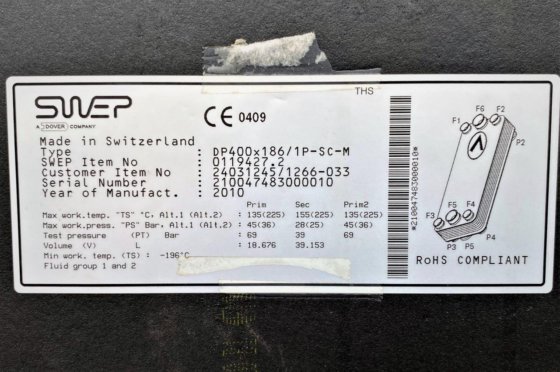 THS
SWEP
A DOVER COMPANY
CE 0409
Made in Switzerland
Type : DP400x186/1P-SC-M
SWEP Item No : 0119427.2
Customer Item No : 24031245/1266-033
Serial Number : 210047483000010
Year of Manufact. : 2010
Prim Sec Prim2
Max work.temp. "TS" °C, Alt.1 (Alt.2) : 135(225) 155(225) 135(225)
Max work.press. "PS" Bar, Alt.1 (Alt.2) : 45(36) 28(25) 45(36)
Test pressure (PT) Bar : 69 39 69
Volume (V) L : 18.676 39.153
Min work. temp. (TS) : -196°C
Fluid group 1 and 2
*210047483000010*
F1 F6 F2
P2
F3 F5 F4
P4
P3 P5
RoHS COMPLIANT